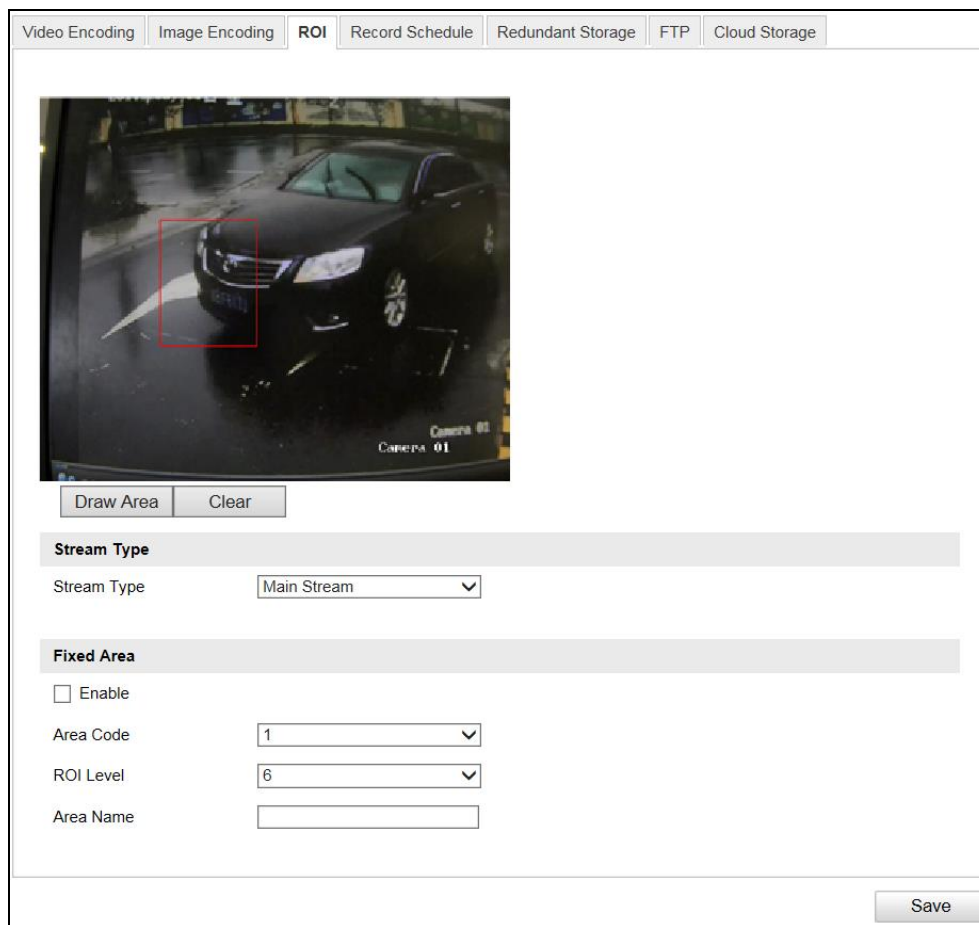 Video Encoding Image Encoding ROI Record Schedule Redundant Storage FTP Cloud Storage
Camera 01
Camera 01
Draw Area Clear
Stream Type
Stream Type Main Stream
Fixed Area
Enable
Area Code 1
ROI Level 6
Area Name
Save